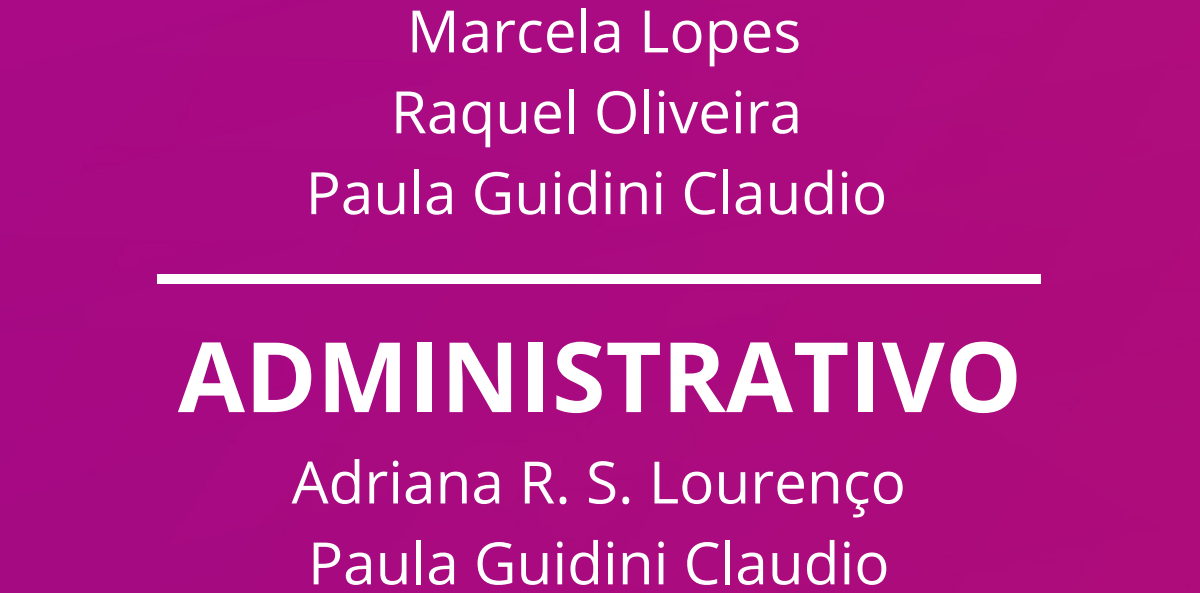 Marcela Lopes
Raquel Oliveira
Paula Guidini Claudio
ADMINISTRATIVO
Adriana R. S. Lourenço
Paula Guidini Claudio